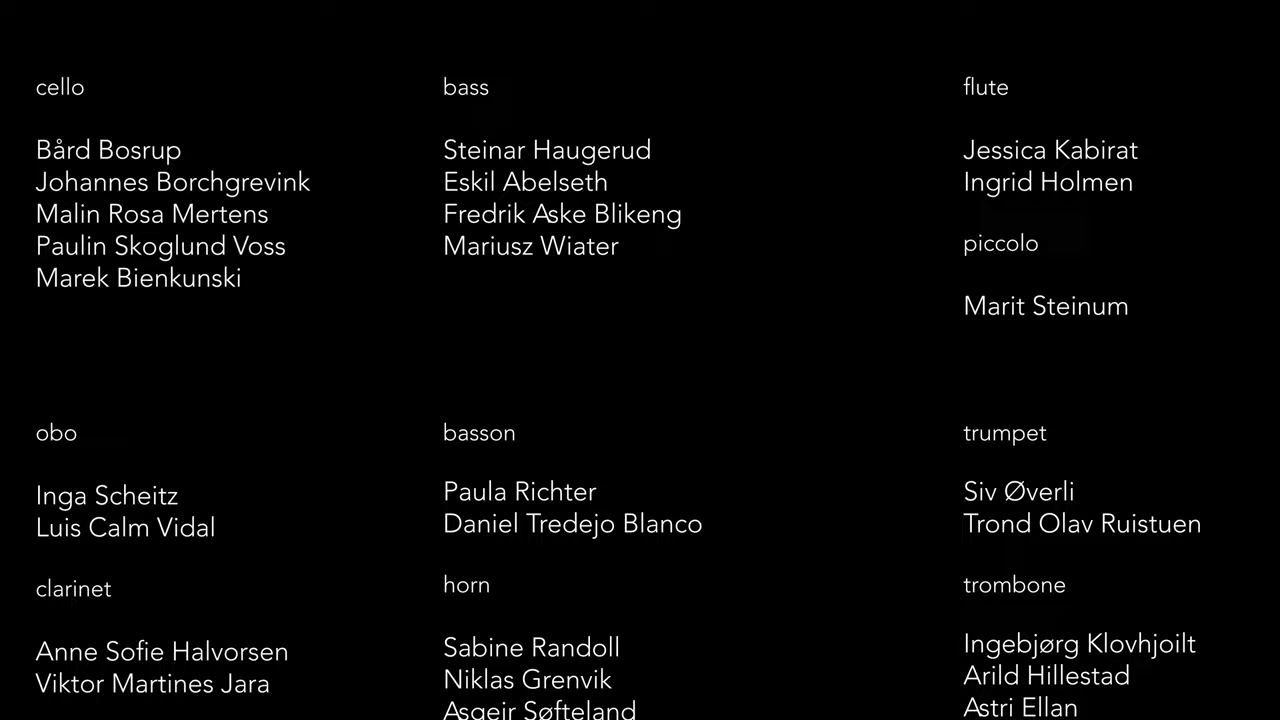 cello
Bård Bosrup
Johannes Borchgrevink
Malin Rosa Mertens
Paulin Skoglund Voss
Marek Bienkunski
bass
Steinar Haugerud
Eskil Abelseth
Fredrik Aske Blikeng
Mariusz Wiater
flute
Jessica Kabirat
Ingrid Holmen
piccolo
Marit Steinum
obo
Inga Scheitz
Luis Calm Vidal
clarinet
Anne Sofie Halvorsen
Viktor Martines Jara
basson
Paula Richter
Daniel Tredejo Blanco
horn
Sabine Randoll
Niklas Grenvik
Asgeir Søfteland
trumpet
Siv Øverli
Trond Olav Ruistuen
trombone
Ingebjørg Klovhjoilt
Arild Hillestad
Astri Ellan